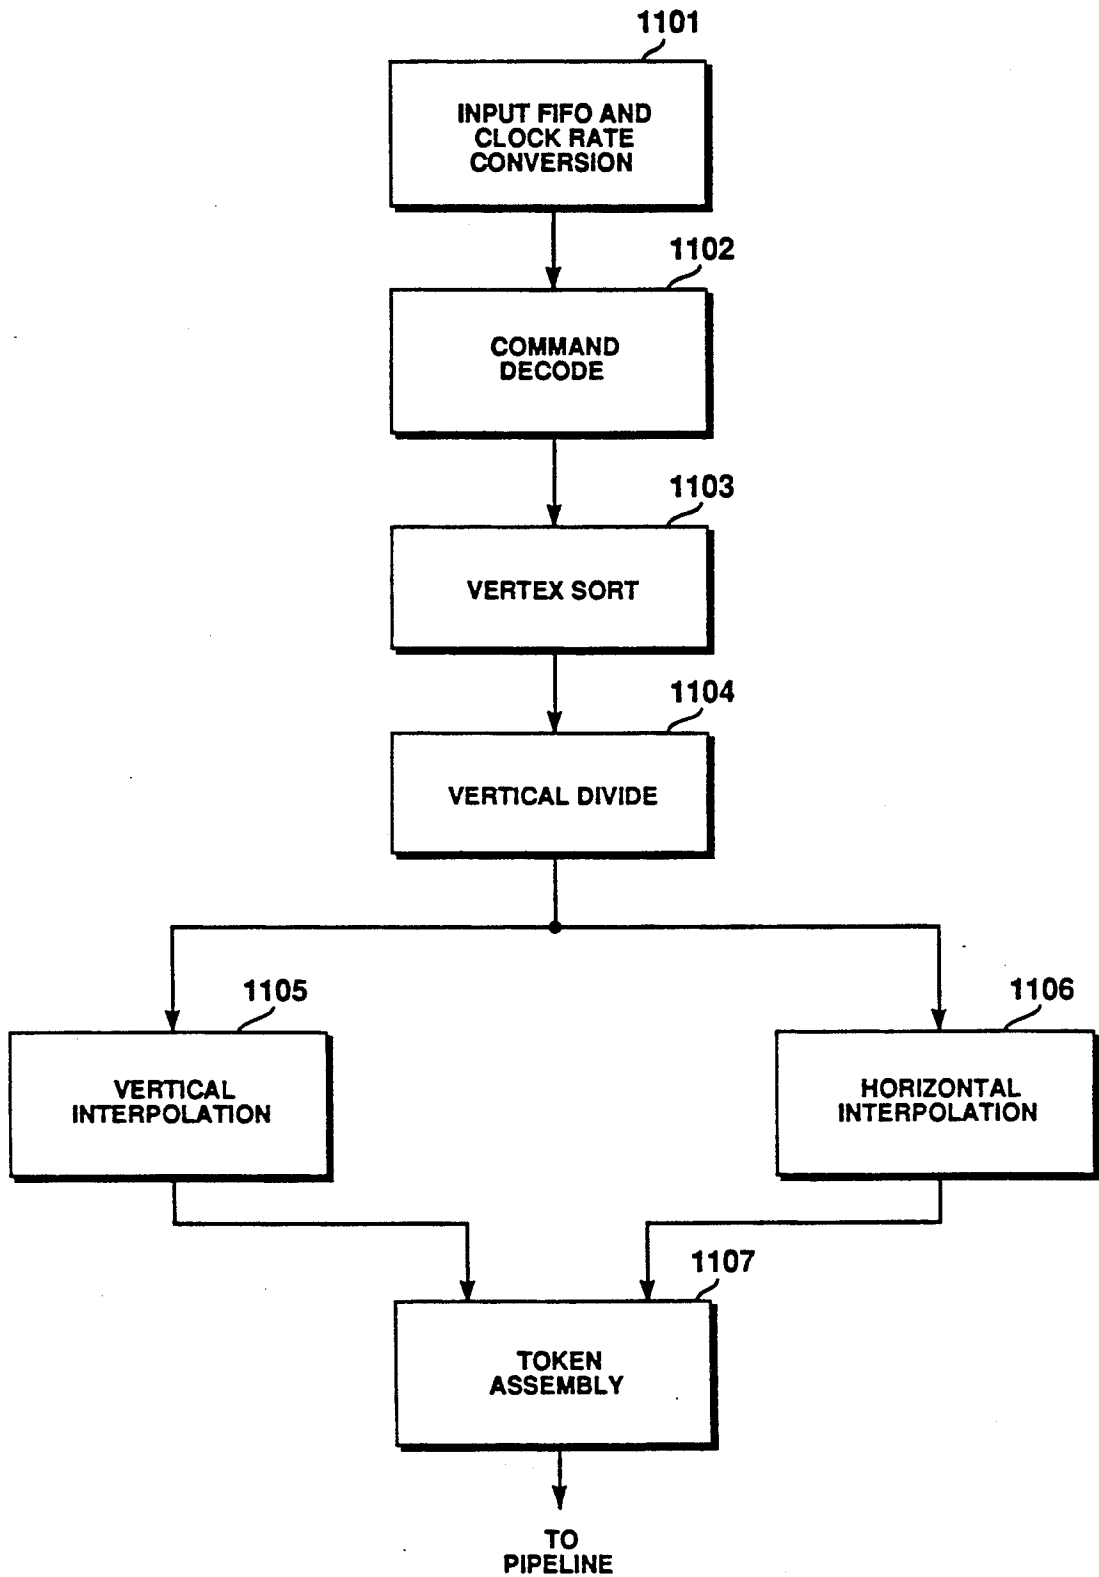 1101
INPUT FIFO AND
CLOCK RATE
CONVERSION
1102
COMMAND
DECODE
1103
VERTEX SORT
1104
VERTICAL DIVIDE
1105
VERTICAL
INTERPOLATION
1106
HORIZONTAL
INTERPOLATION
1107
TOKEN
ASSEMBLY
TO
PIPELINE